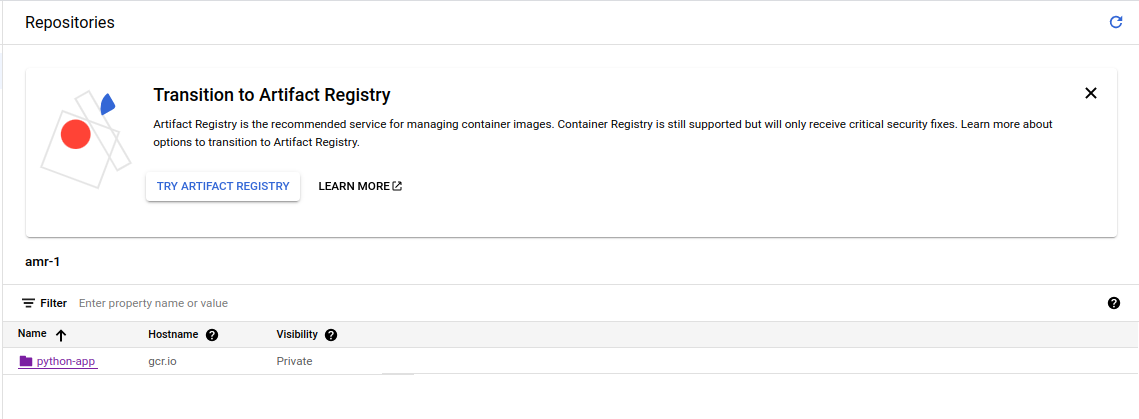 Repositories
Transition to Artifact Registry
Artifact Registry is the recommended service for managing container images. Container Registry is still supported but will only receive critical security fixes. Learn more about
options to transition to Artifact Registry.
TRY ARTIFACT REGISTRY LEARN MORE
amr-1
Filter Enter property name or value
Name Hostname Visibility
python-app gcr.io Private